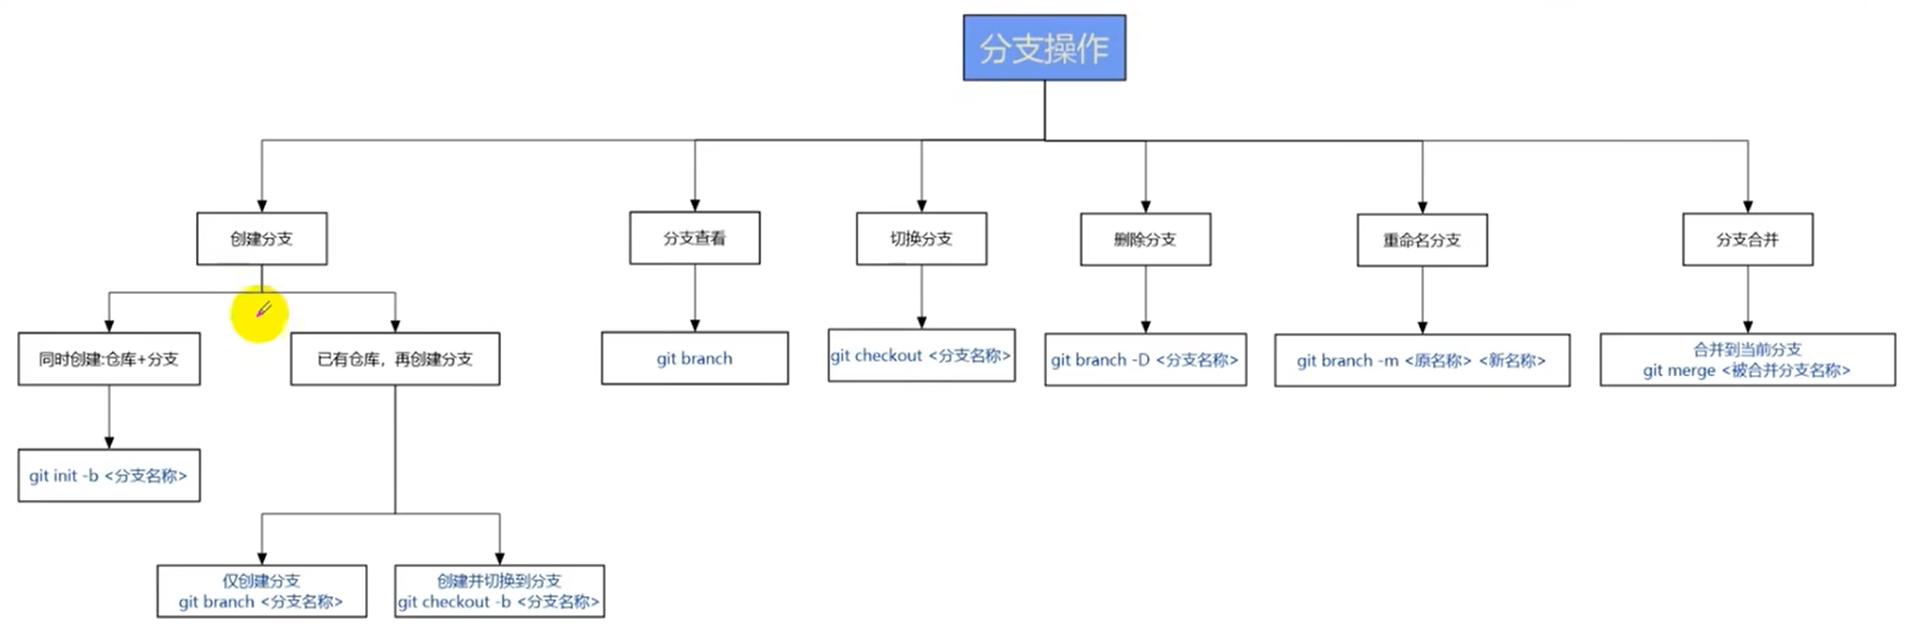 分支操作
创建分支
分支查看
切换分支
删除分支
重命名分支
分支合并
同时创建:仓库+分支
已有仓库，再创建分支
git branch
git checkout <分支名称>
git branch -D <分支名称>
git branch -m <原名称> <新名称>
合并到当前分支
git merge <被合并分支名称>
git init -b <分支名称>
仅创建分支
git branch <分支名称>
创建并切换到分支
git checkout -b <分支名称>